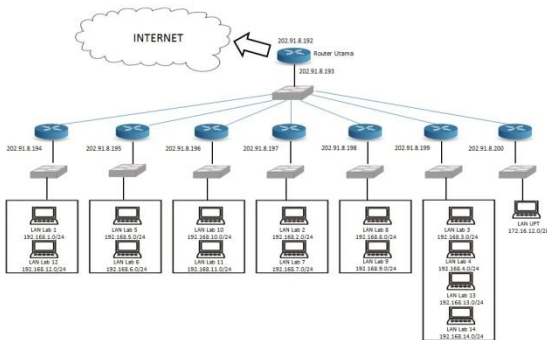 202.91.8.192
INTERNET
Router Utama
202.91.8.193
202.91.8.194
202.91.8.195
202.91.8.196
202.91.8.197
202.91.8.198
202.91.8.199
202.91.8.200
LAN Lab 1
192.168.1.0/24
LAN Lab 12
192.168.12.0/24
LAN Lab 5
192.168.5.0/24
LAN Lab 6
192.168.6.0/24
LAN Lab 10
192.168.10.0/24
LAN Lab 11
192.168.11.0/24
LAN Lab 2
192.168.2.0/24
LAN Lab 7
192.168.7.0/24
LAN Lab 8
192.168.8.0/24
LAN Lab 9
192.168.9.0/24
LAN Lab 3
192.168.3.0/24
LAN Lab 4
192.168.4.0/24
LAN Lab 13
192.168.13.0/24
LAN Lab 14
192.168.14.0/24
LAN UPT